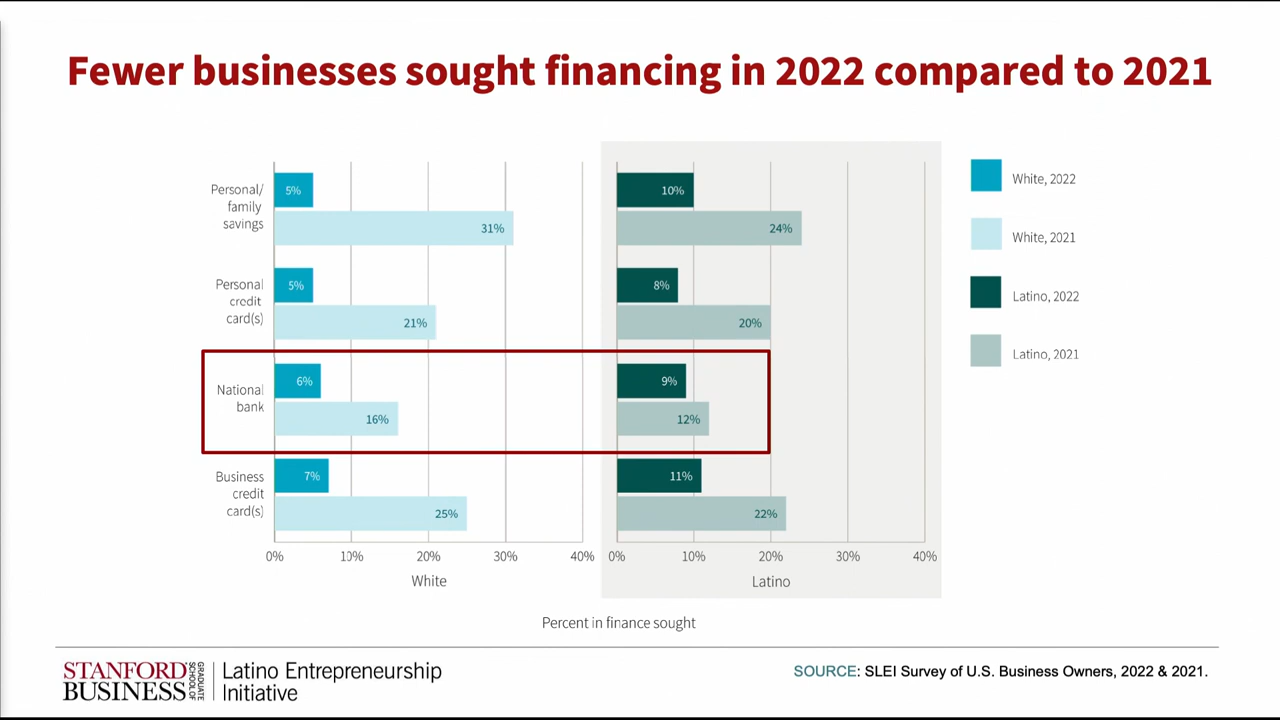 Fewer businesses sought financing in 2022 compared to 2021
Personal/
family
savings
5%
31%
10%
24%
Personal
credit
card(s)
5%
21%
8%
20%
National
bank
6%
16%
9%
12%
Business
credit
card(s)
7%
25%
11%
22%
0% 10% 20% 30% 40%
White
0% 10% 20% 30% 40%
Latino
Percent in finance sought
White, 2022
White, 2021
Latino, 2022
Latino, 2021
STANFORD
BUSINESS
GRADUATE
SCHOOL OF
Latino Entrepreneurship
Initiative
SOURCE: SLEI Survey of U.S. Business Owners, 2022 & 2021.